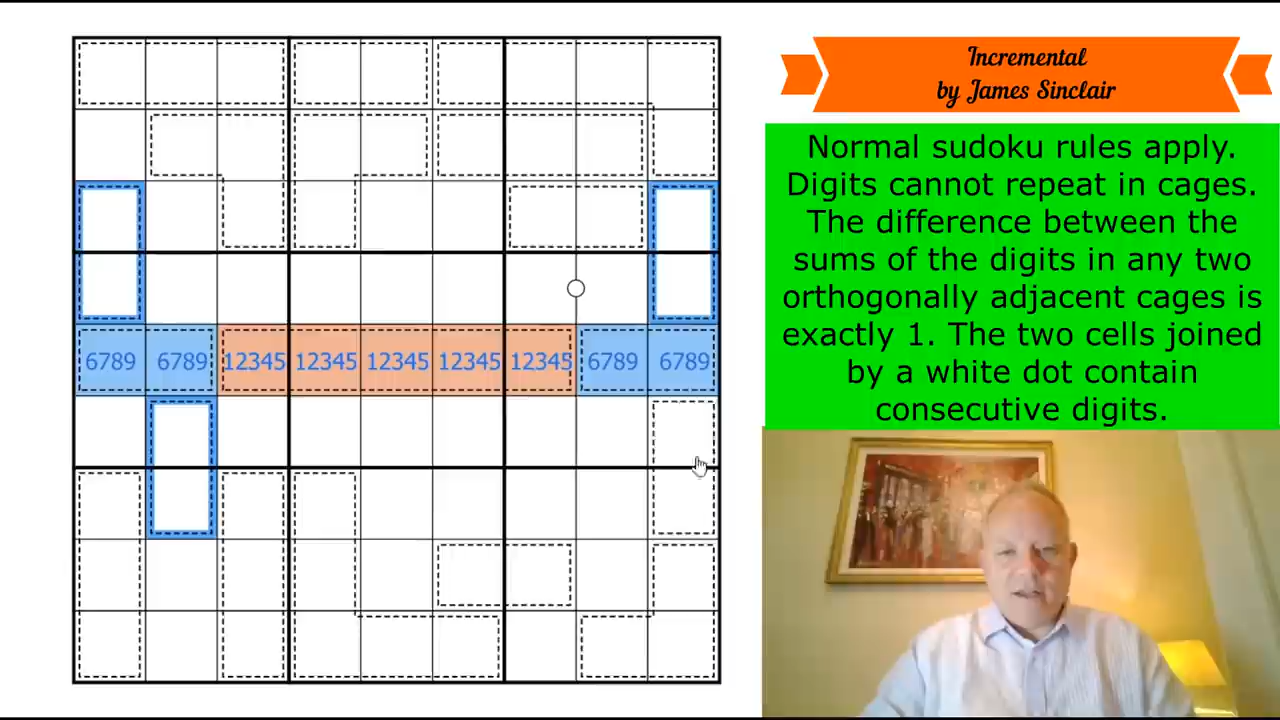 Incremental
by James Sinclair
Normal sudoku rules apply.
Digits cannot repeat in cages.
The difference between the
sums of the digits in any two
orthogonally adjacent cages is
exactly 1. The two cells joined
by a white dot contain
consecutive digits.
6789 6789 12345 12345 12345 12345 12345 6789 6789